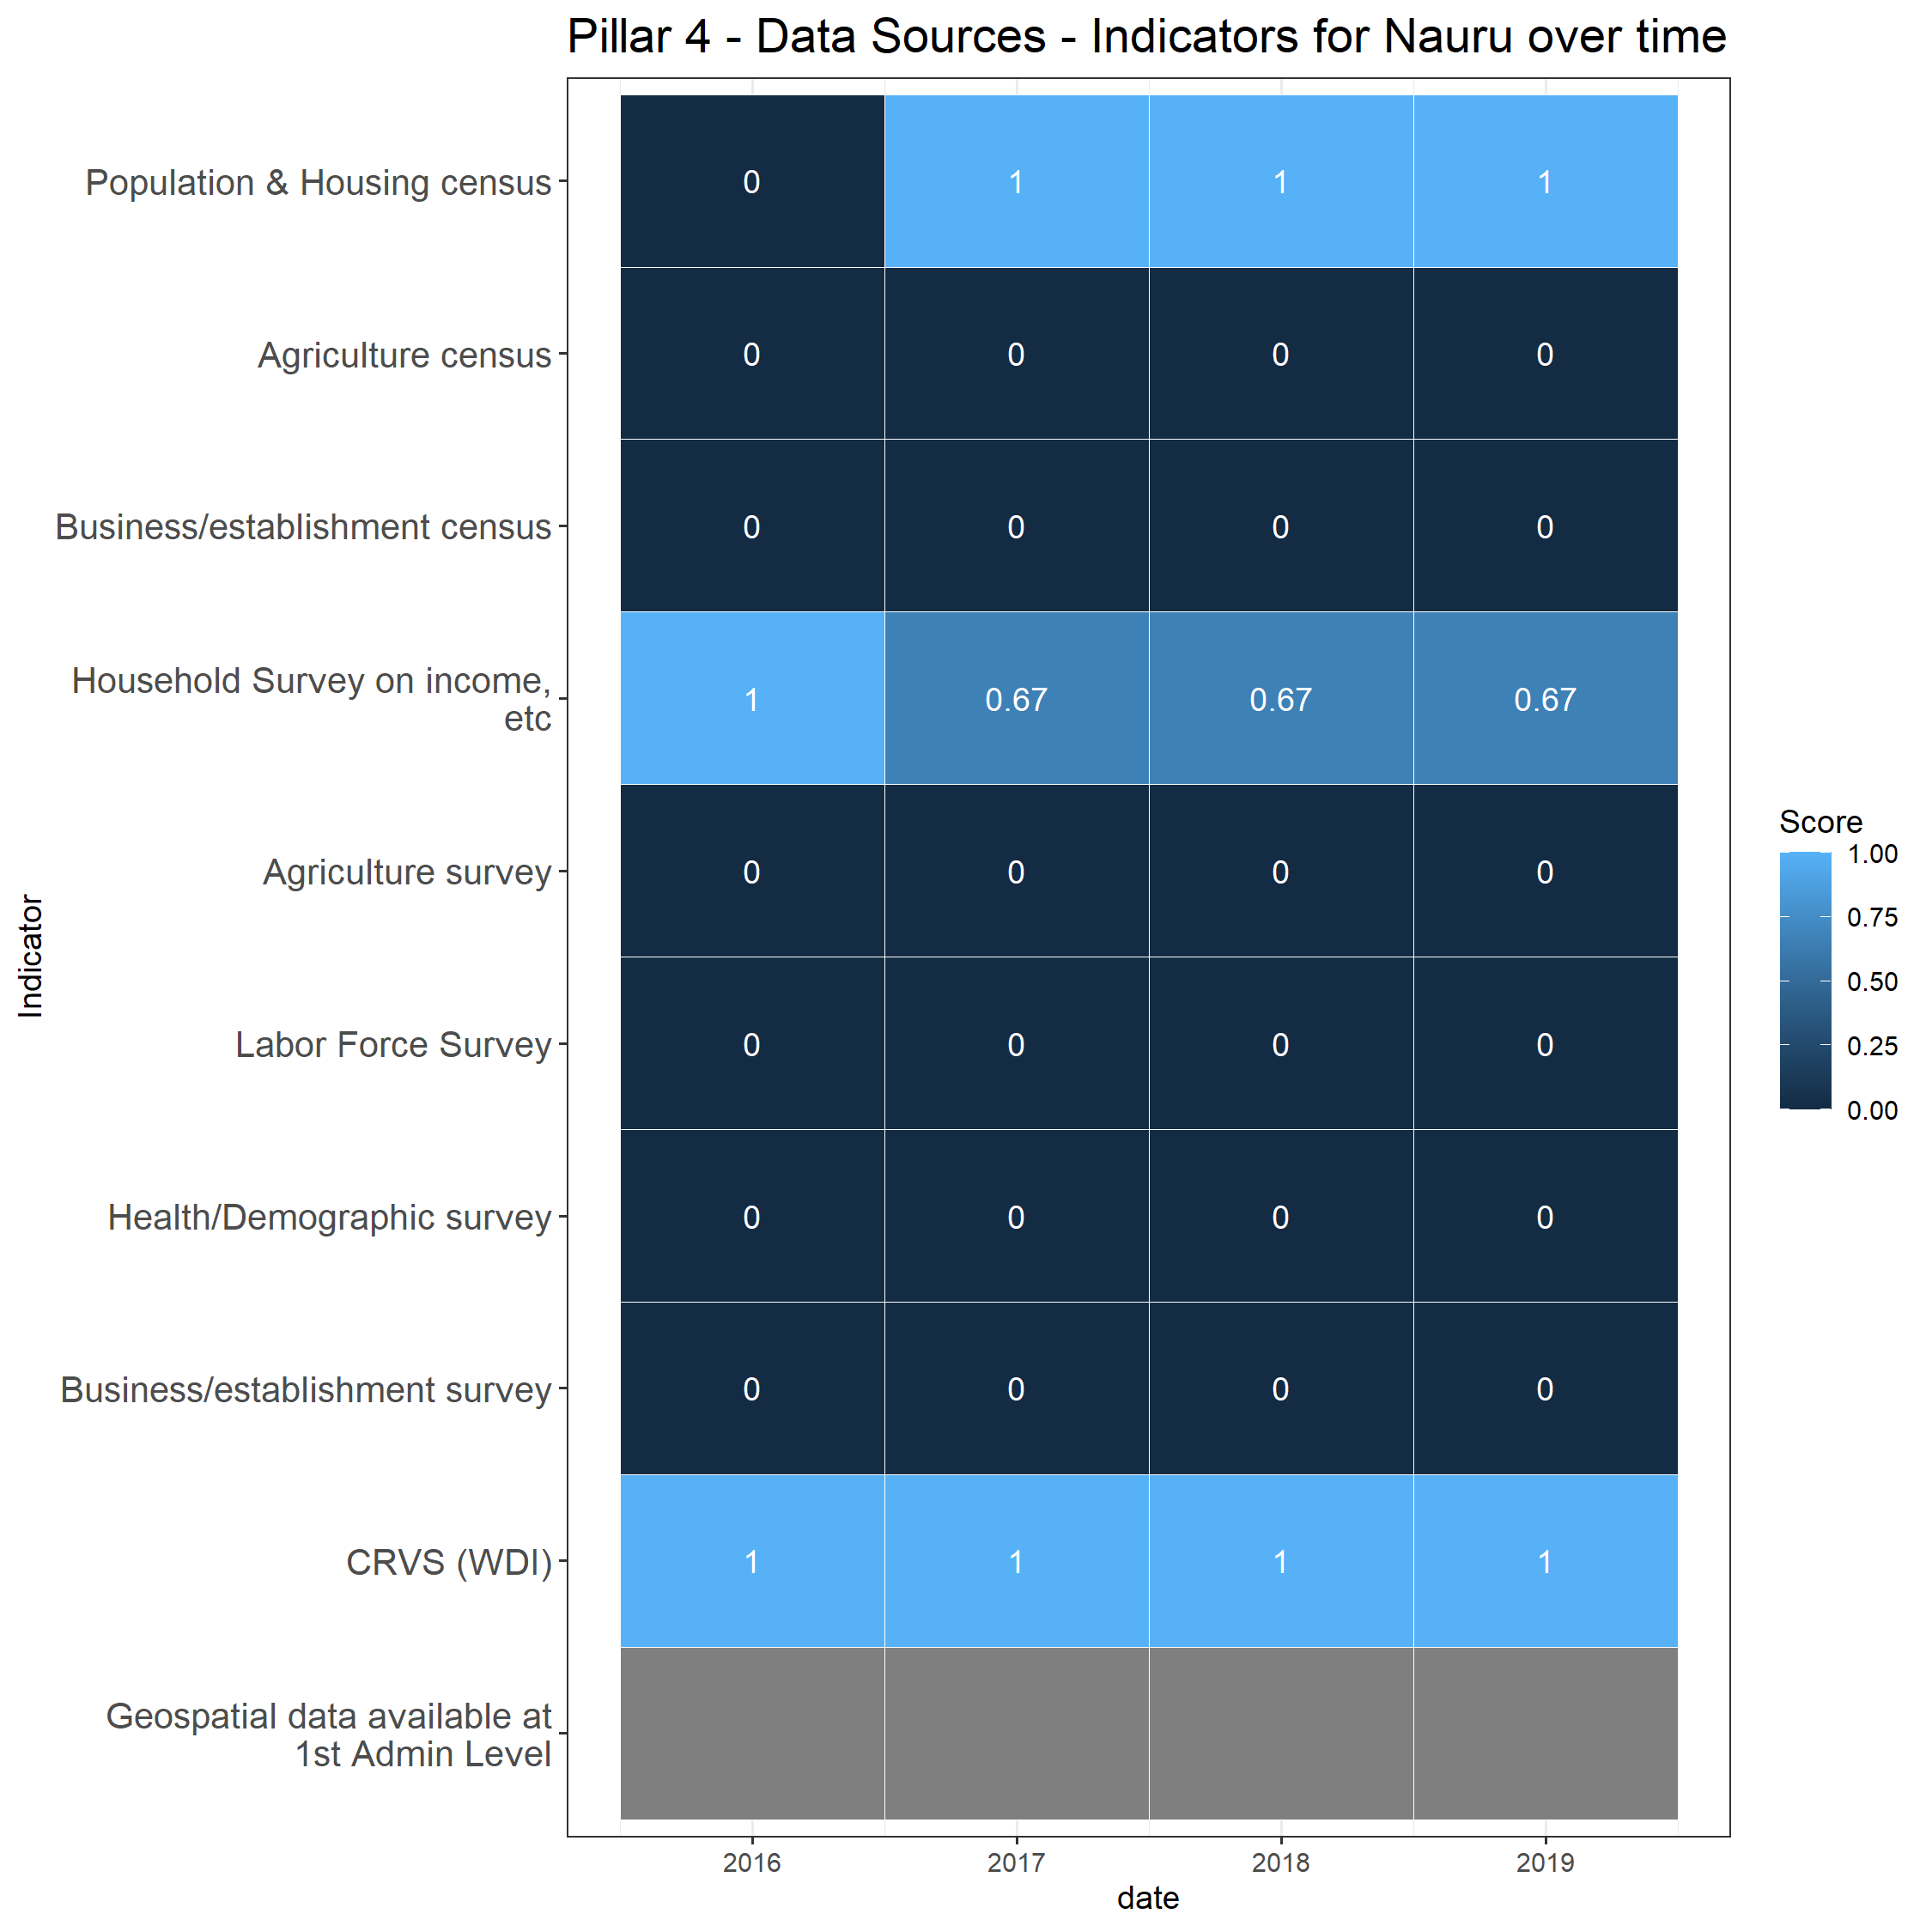 Pillar 4 - Data Sources - Indicators for Nauru over time
Population & Housing census
0 1 1 1
Agriculture census
0 0 0 0
Business/establishment census
0 0 0 0
Household Survey on income,
etc
1 0.67 0.67 0.67
Agriculture survey
0 0 0 0
Labor Force Survey
0 0 0 0
Health/Demographic survey
0 0 0 0
Business/establishment survey
0 0 0 0
CRVS (WDI)
1 1 1 1
Geospatial data available at
1st Admin Level
Indicator
2016 2017 2018 2019
date
Score
1.00
0.75
0.50
0.25
0.00